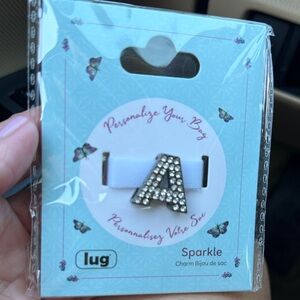 Personalize Your Bag
A
Personnalisez Votre Sac
lug
Sparkle
Charm Bijou de sac